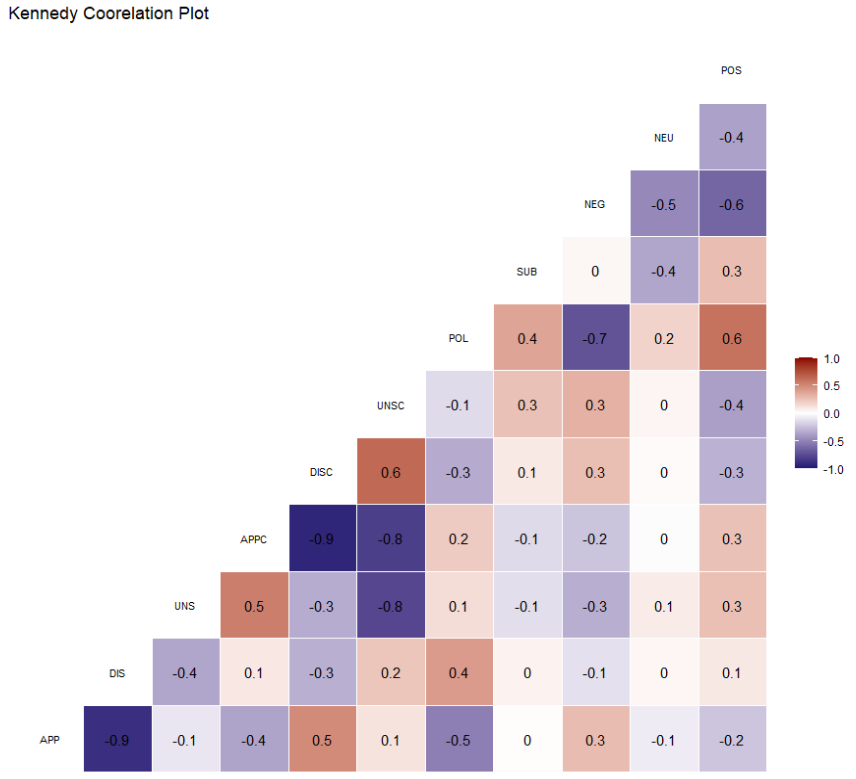 Kennedy Coorelation Plot
POS
NEU -0.4
NEG -0.5 -0.6
SUB 0 -0.4 0.3
POL 0.4 -0.7 0.2 0.6
UNSC -0.1 0.3 0.3 0 -0.4
DISC 0.6 -0.3 0.1 0.3 0 -0.3
APPC -0.9 -0.8 0.2 -0.1 -0.2 0 0.3
UNS 0.5 -0.3 -0.8 0.1 -0.1 -0.3 0.1 0.3
DIS -0.4 0.1 -0.3 0.2 0.4 0 -0.1 0 0.1
APP -0.9 -0.1 -0.4 0.5 0.1 -0.5 0 0.3 -0.1 -0.2
1.0
0.5
0.0
-0.5
-1.0